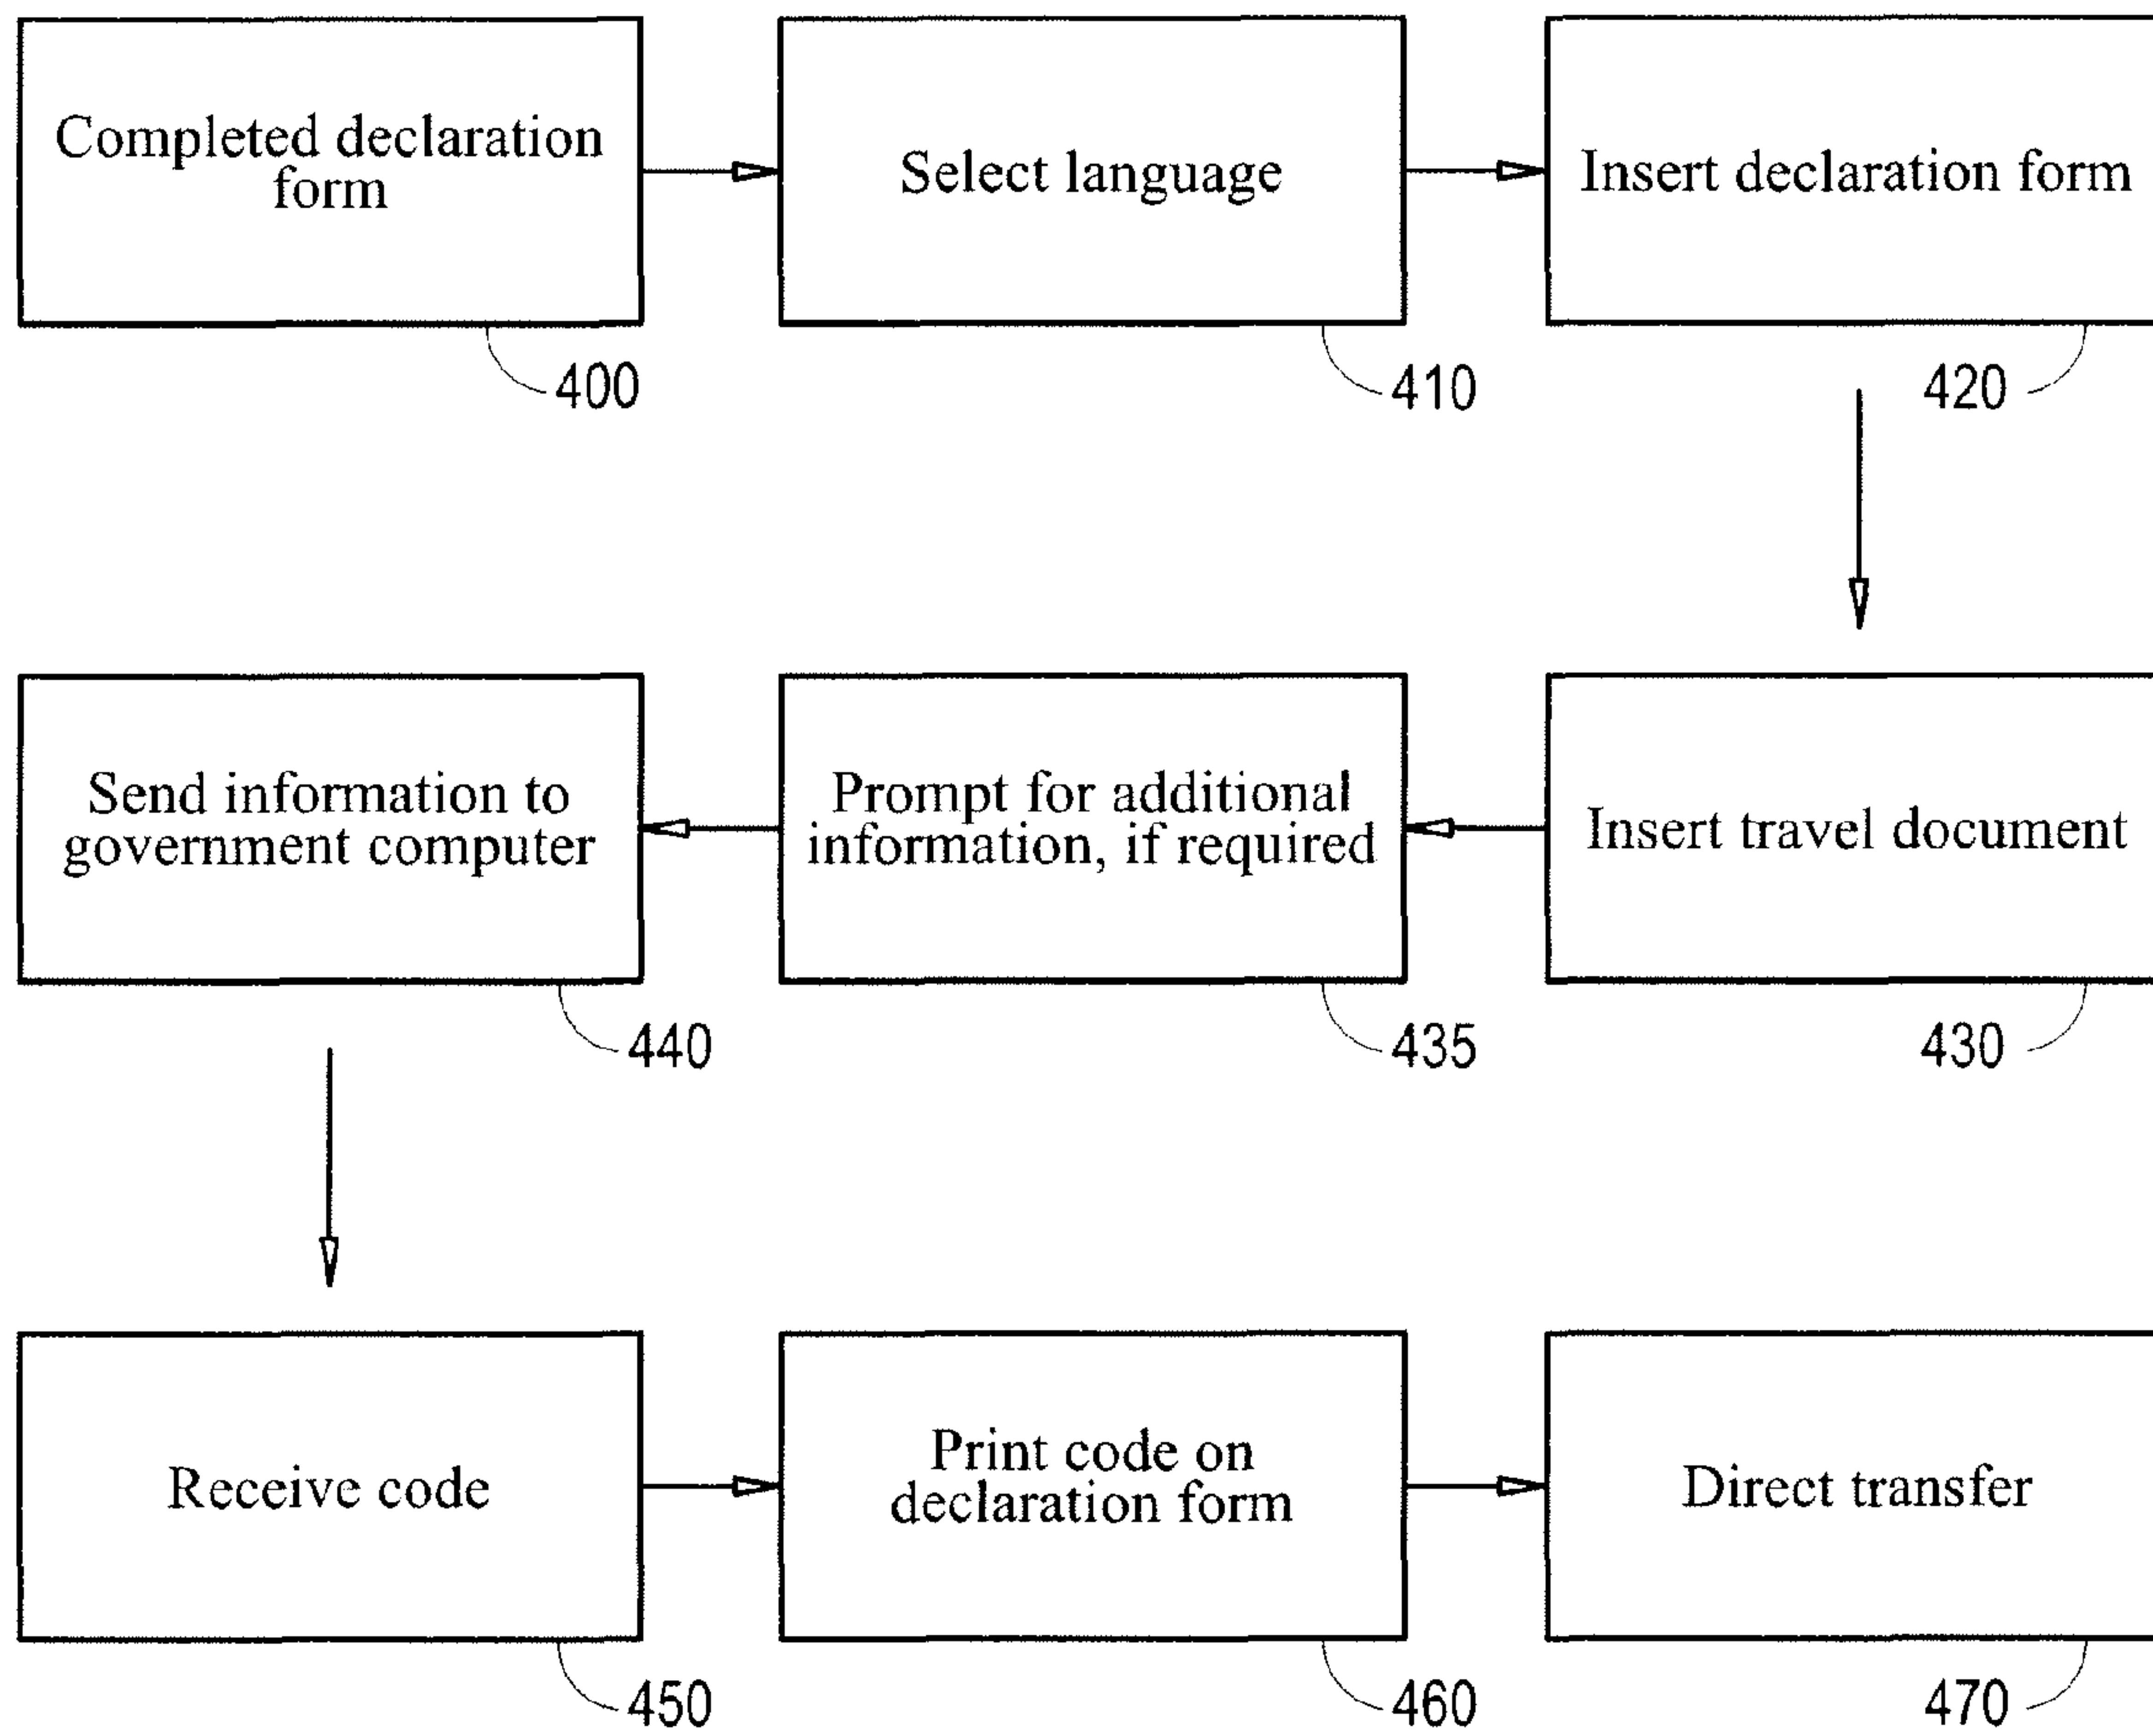 Completed declaration
form
Select language
Insert declaration form
400
410
420
Send information to
government computer
Prompt for additional
information, if required
Insert travel document
440
435
430
Receive code
Print code on
declaration form
Direct transfer
450
460
470